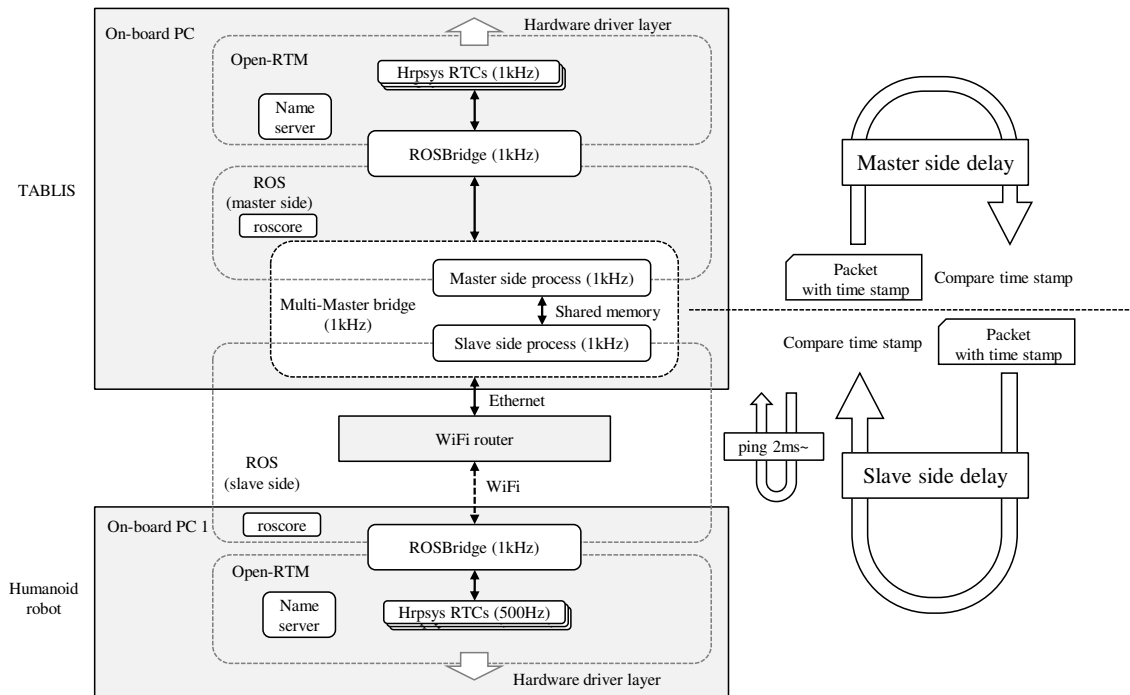 On-board PC
Hardware driver layer
Open-RTM
Hrpsys RTCs (1kHz)
Name
server
ROSBridge (1kHz)
TABLIS
ROS
(master side)
roscore
Master side process (1kHz)
Multi-Master bridge
(1kHz)
Shared memory
Slave side process (1kHz)
Ethernet
WiFi router
ROS
(slave side)
WiFi
On-board PC 1
roscore
ROSBridge (1kHz)
Humanoid
robot
Open-RTM
Name
server
Hrpsys RTCs (500Hz)
Hardware driver layer
Master side delay
Packet
with time stamp
Compare time stamp
Compare time stamp
Packet
with time stamp
ping 2ms~
Slave side delay